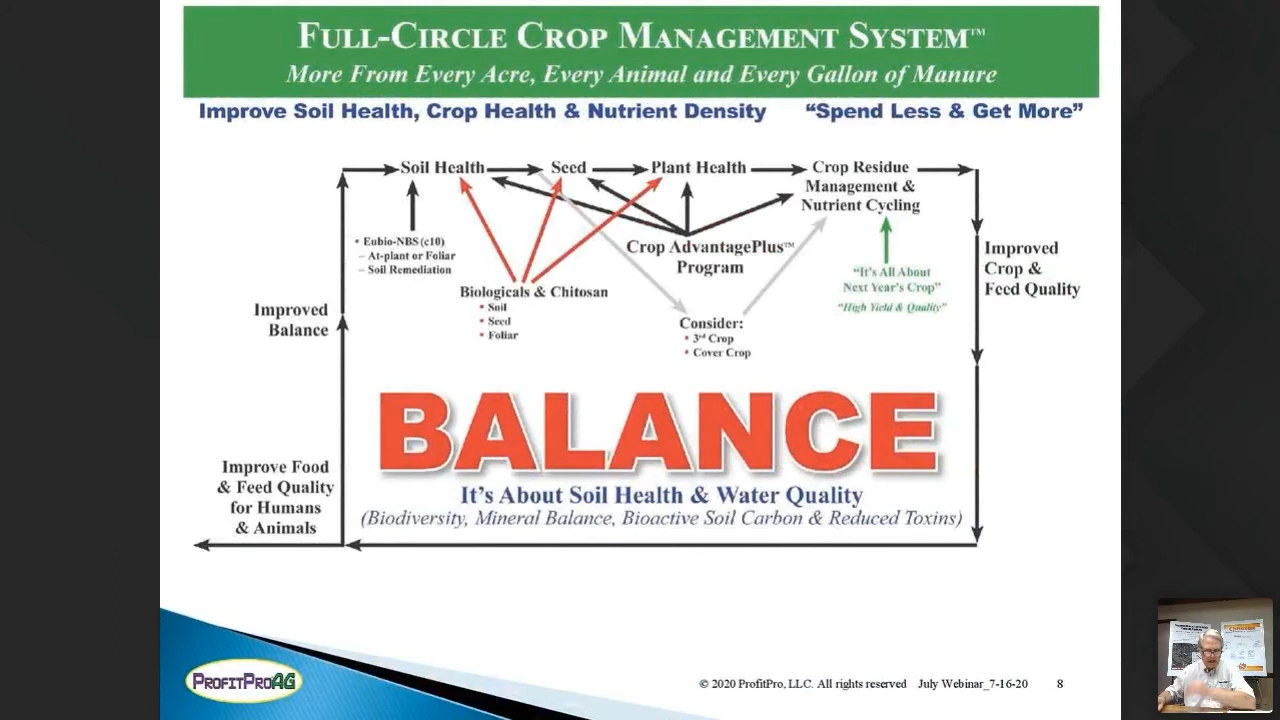 FULL-CIRCLE CROP MANAGEMENT SYSTEM™
More From Every Acre, Every Animal and Every Gallon of Manure
Improve Soil Health, Crop Health & Nutrient Density “Spend Less & Get More”
Soil Health
Seed
Plant Health
Crop Residue
Management &
Nutrient Cycling
• Eubio-NBS (c10)
– At-plant or Foliar
– Soil Remediation
Crop AdvantagePlus™
Program
Improved
Crop &
Feed Quality
“It’s All About
Next Year’s Crop”
“High Yield & Quality”
Biologicals & Chitosan
• Soil
• Seed
• Foliar
Improved
Balance
Consider:
• 3rd Crop
• Cover Crop
BALANCE
It’s About Soil Health & Water Quality
(Biodiversity, Mineral Balance, Bioactive Soil Carbon & Reduced Toxins)
Improve Food
& Feed Quality
for Humans
& Animals
PROFITPROAG
© 2020 ProfitPro, LLC. All rights reserved July Webinar_7-16-20 8